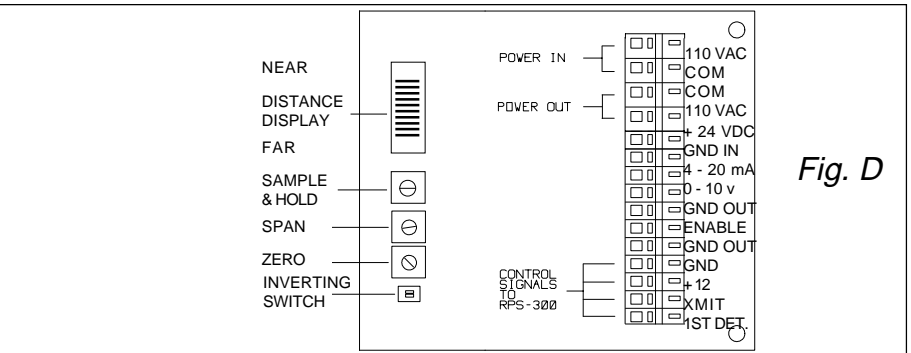 NEAR
DISTANCE
DISPLAY
FAR
SAMPLE
& HOLD
SPAN
ZERO
INVERTING
SWITCH
POWER IN
POWER OUT
CONTROL
SIGNALS
TO
RPS-300
110 VAC
COM
COM
110 VAC
+ 24 VDC
GND IN
4 - 20 mA
0 - 10 v
GND OUT
ENABLE
GND OUT
GND
+12
XMIT
1ST DET.
Fig. D